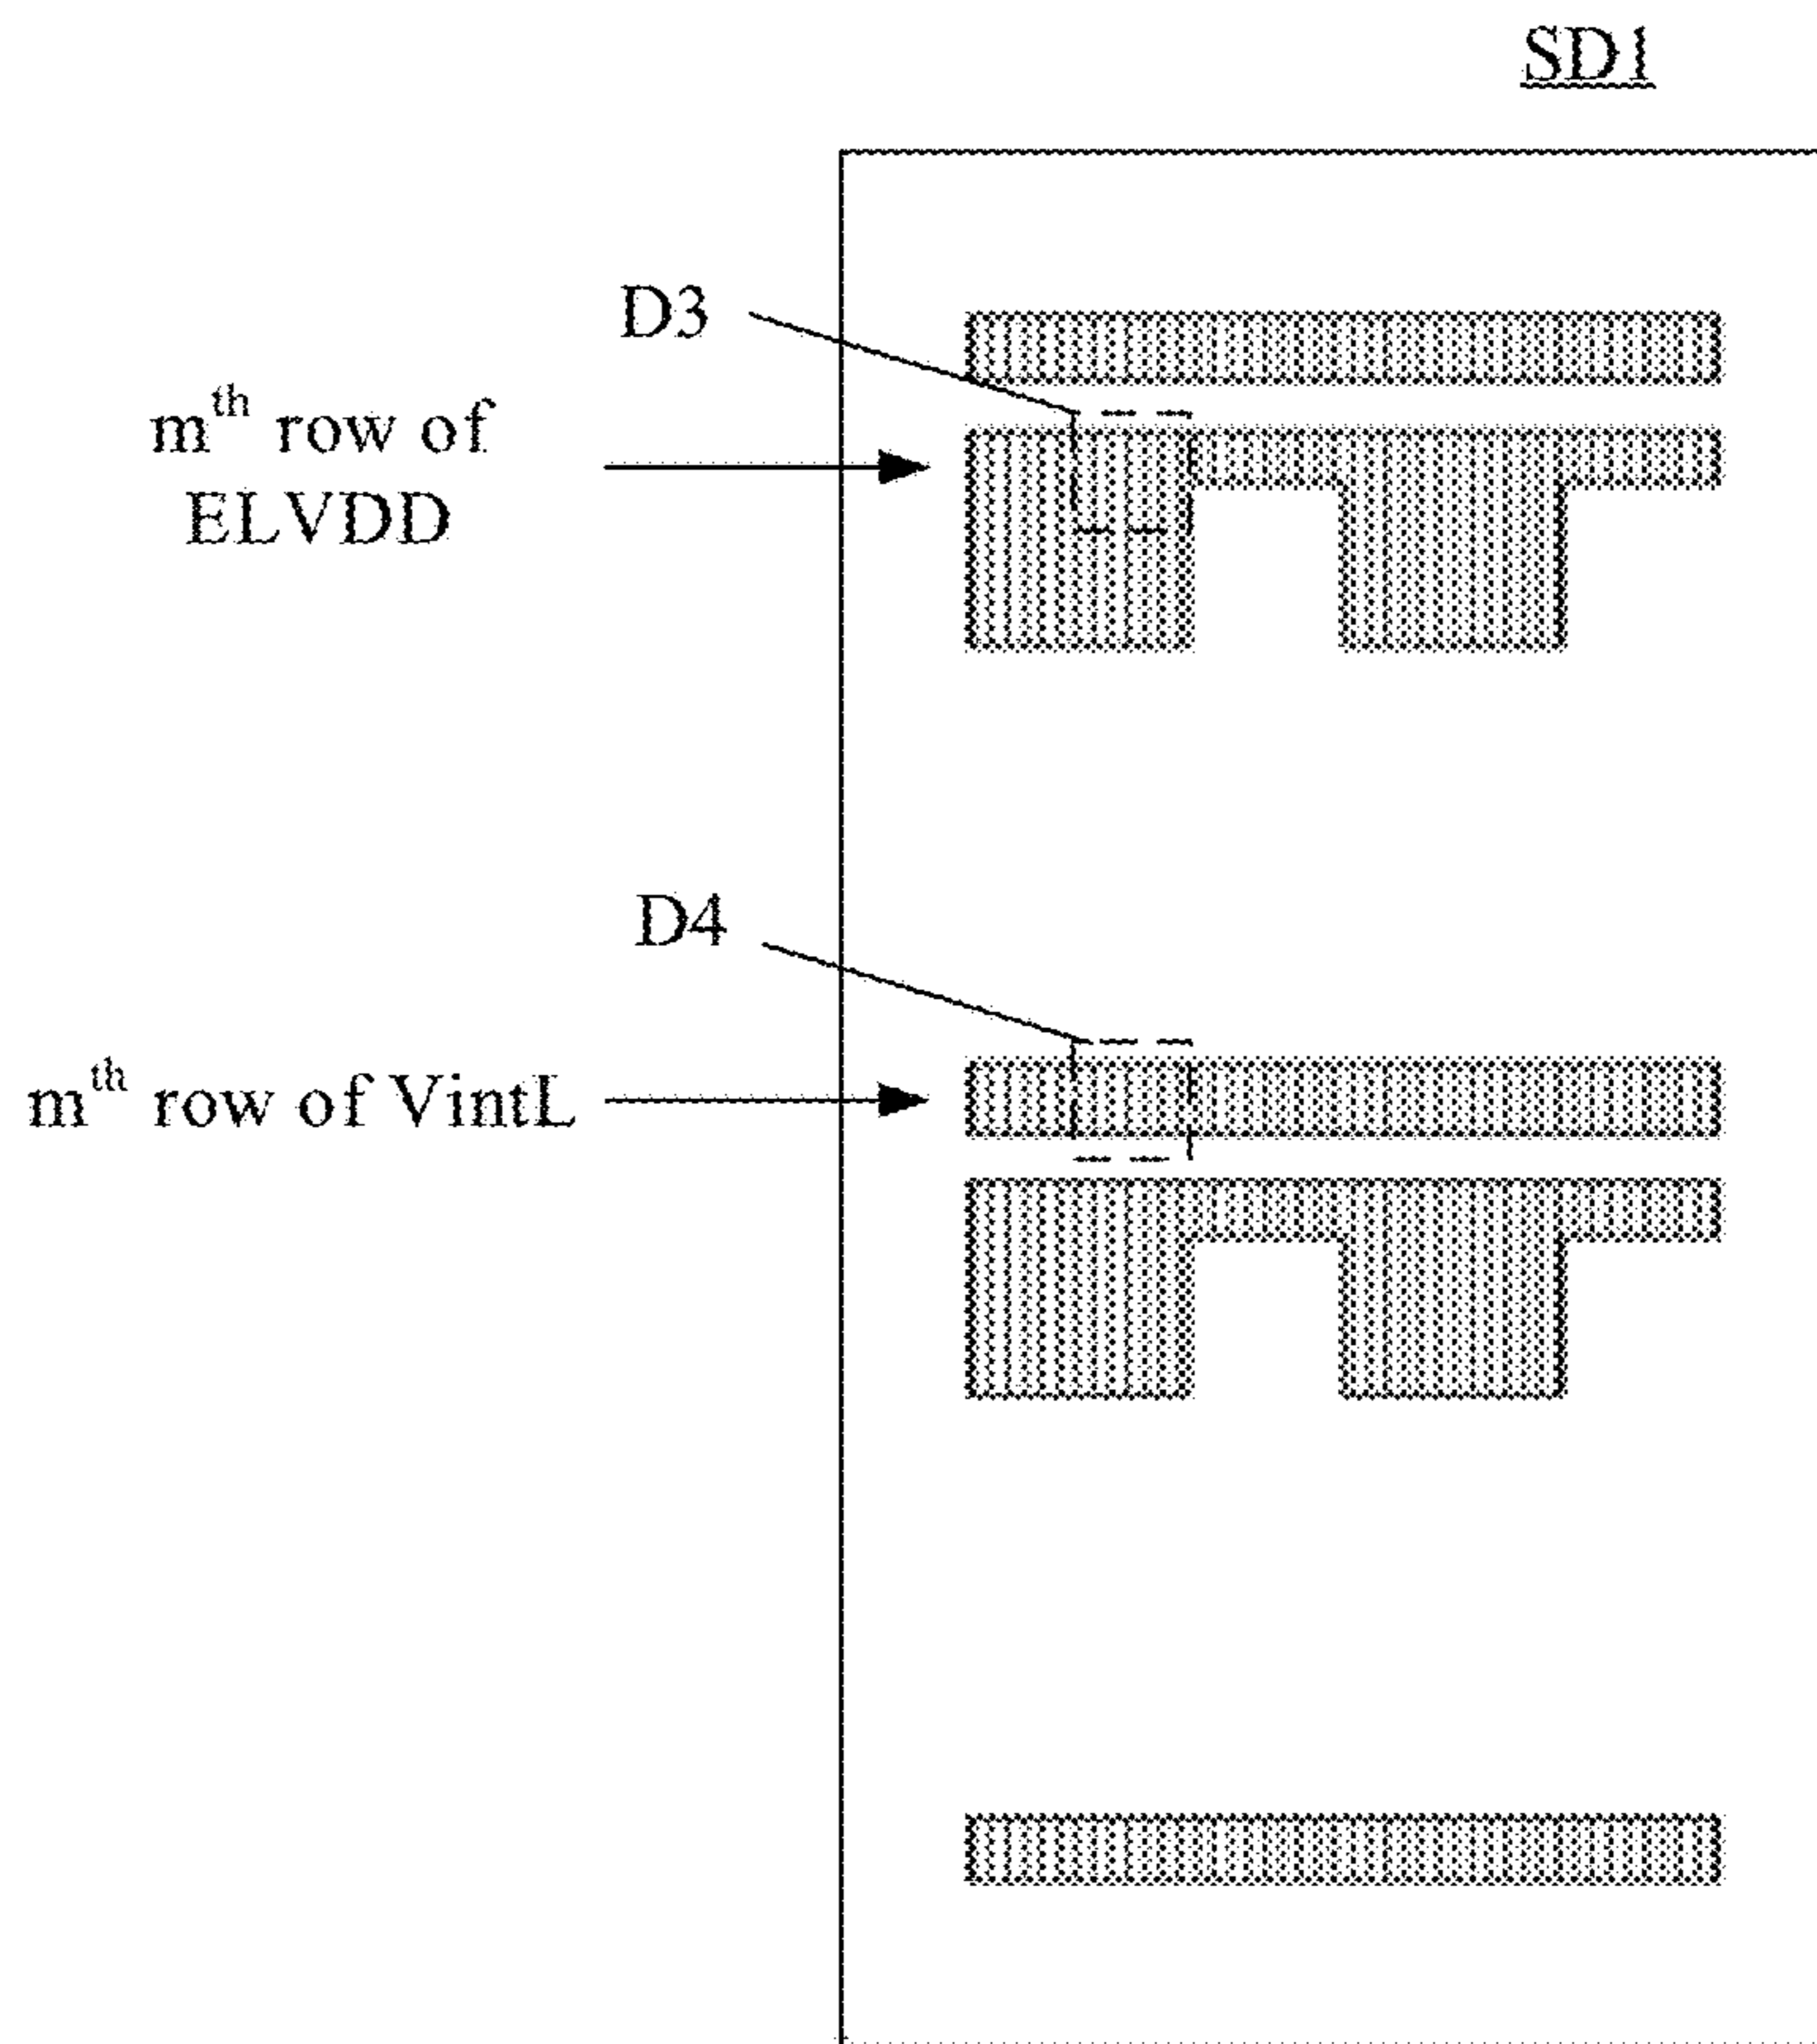 SD1
D3
mth row of
ELVDD
D4
mth row of VintL